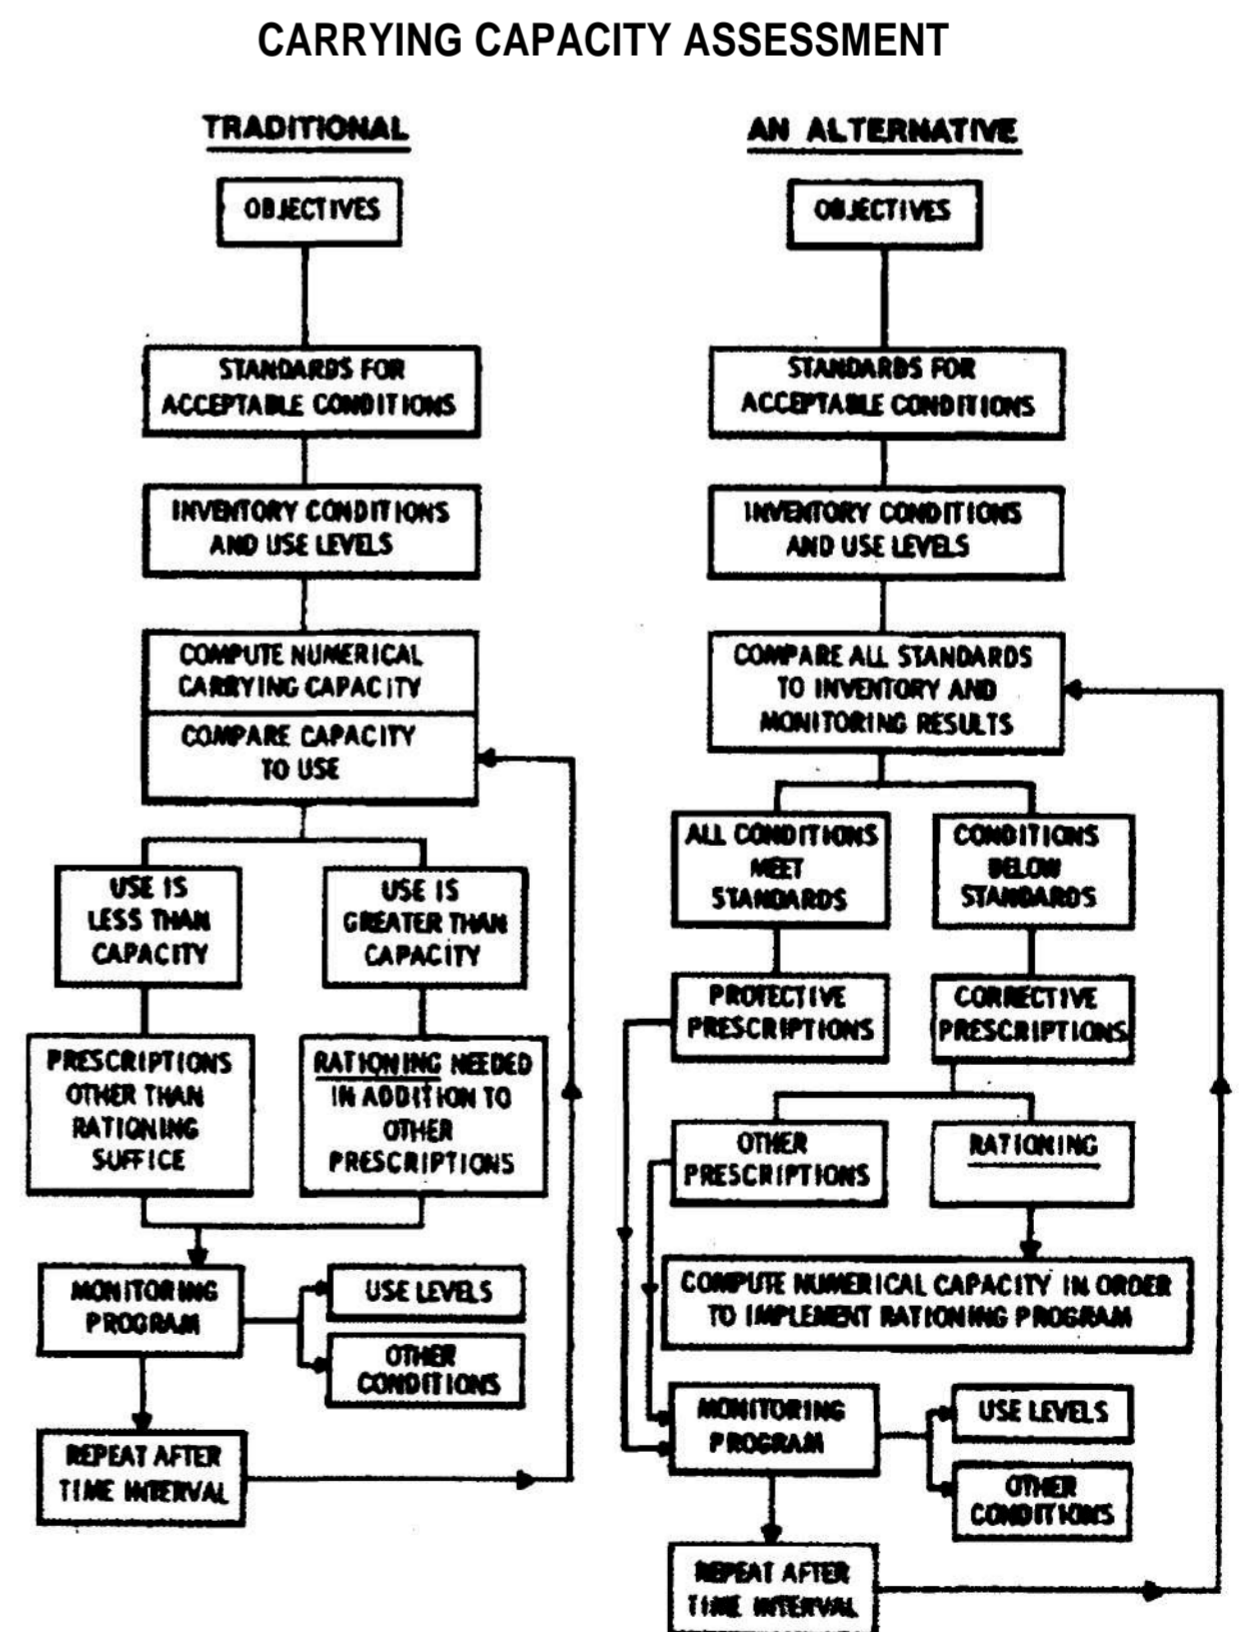 CARRYING CAPACITY ASSESSMENT
TRADITIONAL
OBJECTIVES
STANDARDS FOR
ACCEPTABLE CONDITIONS
INVENTORY CONDITIONS
AND USE LEVELS
COMPUTE NUMERICAL
CARRYING CAPACITY
COMPARE CAPACITY
TO USE
USE IS
LESS THAN
CAPACITY
USE IS
GREATER THAN
CAPACITY
PRESCRIPTIONS
OTHER THAN
RATIONING
SUFFICE
RATIONING NEEDED
IN ADDITION TO
OTHER
PRESCRIPTIONS
MONITORING
PROGRAM
USE LEVELS
OTHER
CONDITIONS
REPEAT AFTER
TIME INTERVAL
AN ALTERNATIVE
OBJECTIVES
STANDARDS FOR
ACCEPTABLE CONDITIONS
INVENTORY CONDITIONS
AND USE LEVELS
COMPARE ALL STANDARDS
TO INVENTORY AND
MONITORING RESULTS
ALL CONDITIONS
MEET
STANDARDS
CONDITIONS
BELOW
STANDARDS
PROTECTIVE
PRESCRIPTIONS
CORRECTIVE
PRESCRIPTIONS
OTHER
PRESCRIPTIONS
RATIONING
COMPUTE NUMERICAL CAPACITY IN ORDER
TO IMPLEMENT RATIONING PROGRAM
MONITORING
PROGRAM
USE LEVELS
OTHER
CONDITIONS
REPEAT AFTER
TIME INTERVAL